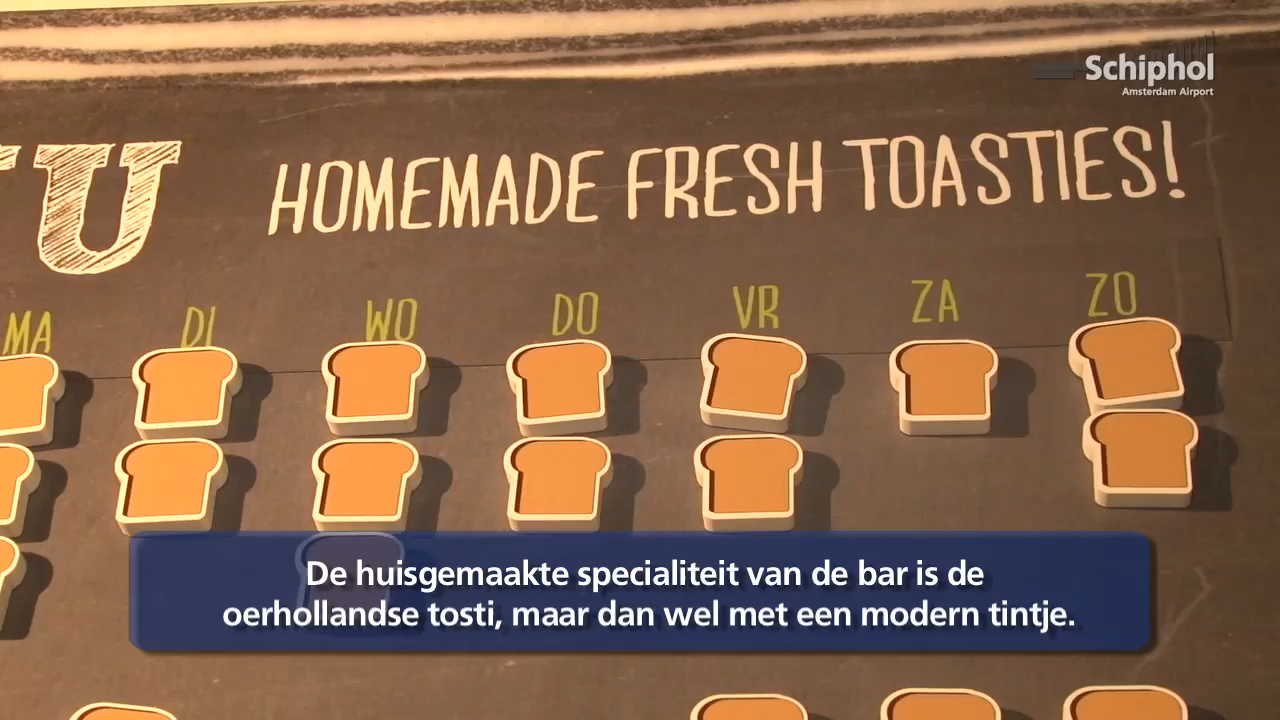 Schiphol
Amsterdam Airport
U HOMEMADE FRESH TOASTIES!
MA DI WO DO VR ZA ZO
De huisgemaakte specialiteit van de bar is de
oerhollandse tosti, maar dan wel met een modern tintje.